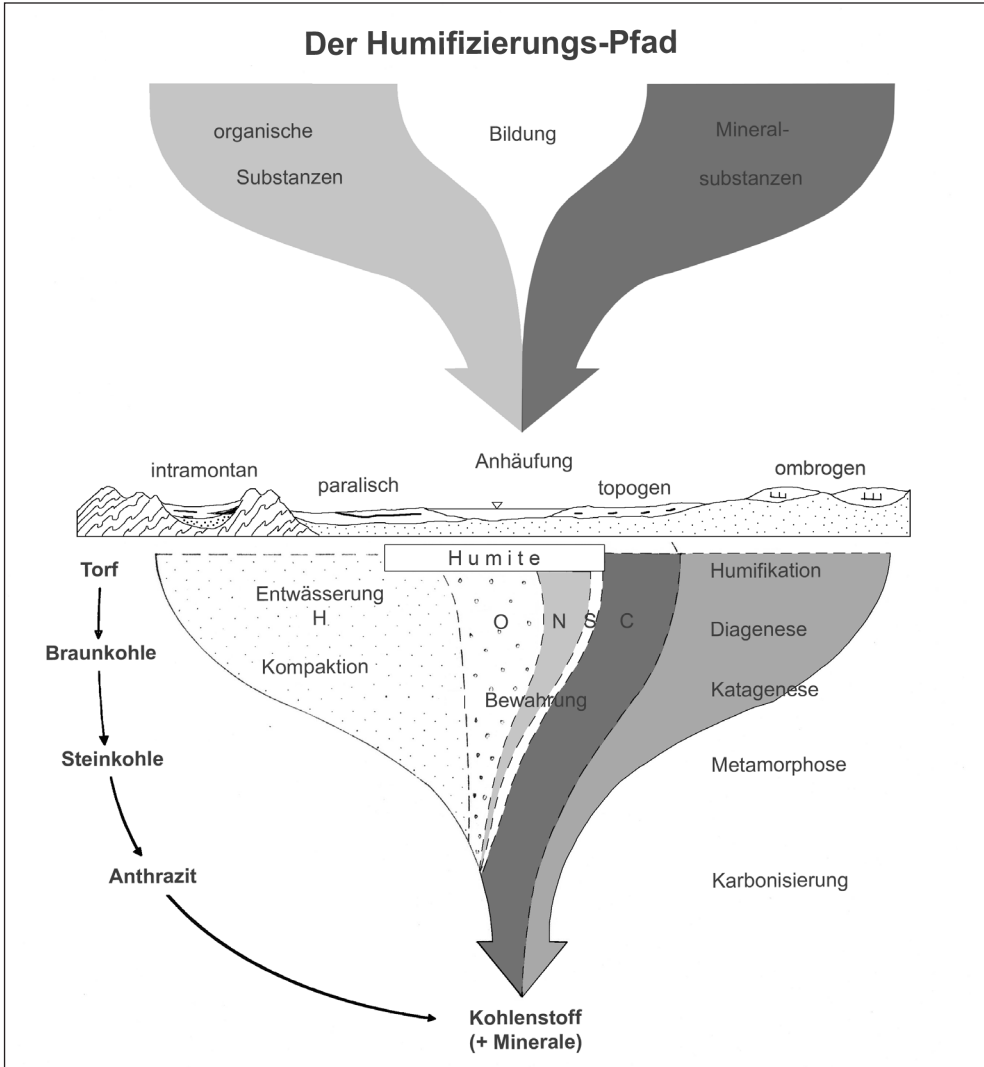 Der Humifizierungs-Pfad
organische
Substanzen
Bildung
Mineral-
substanzen
Anhäufung
intramontan
paralisch
topogen
ombrogen
Humite
Torf
Braunkohle
Steinkohle
Anthrazit
Entwässerung
H
Kompaktion
O
N
S
C
Bewahrung
Humifikation
Diagenese
Katagenese
Metamorphose
Karbonisierung
Kohlenstoff
(+ Minerale)